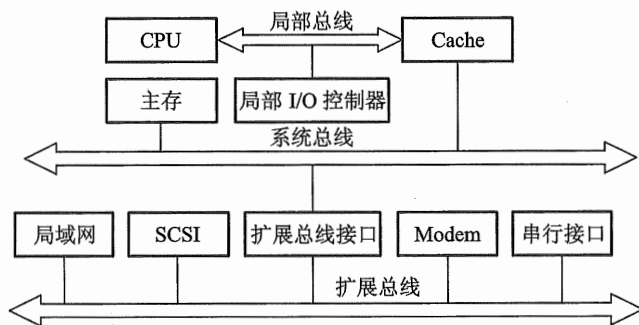 局部总线
CPU
Cache
主存
局部 I/O 控制器
系统总线
局域网
SCSI
扩展总线接口
Modem
串行接口
扩展总线